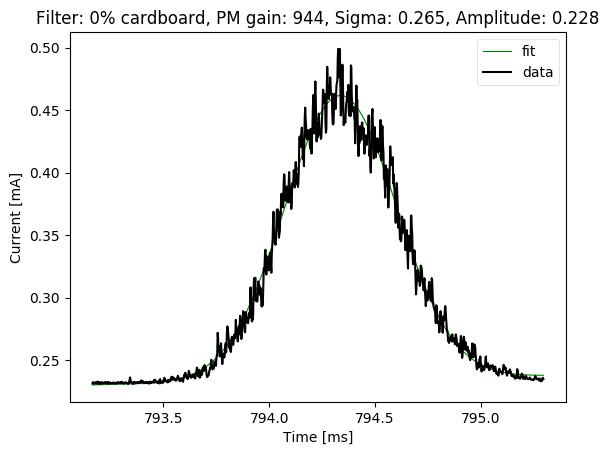 Filter: 0% cardboard, PM gain: 944, Sigma: 0.265, Amplitude: 0.228
fit
data
0.50
0.45
0.40
0.35
0.30
0.25
Current [mA]
793.5 794.0 794.5 795.0
Time [ms]